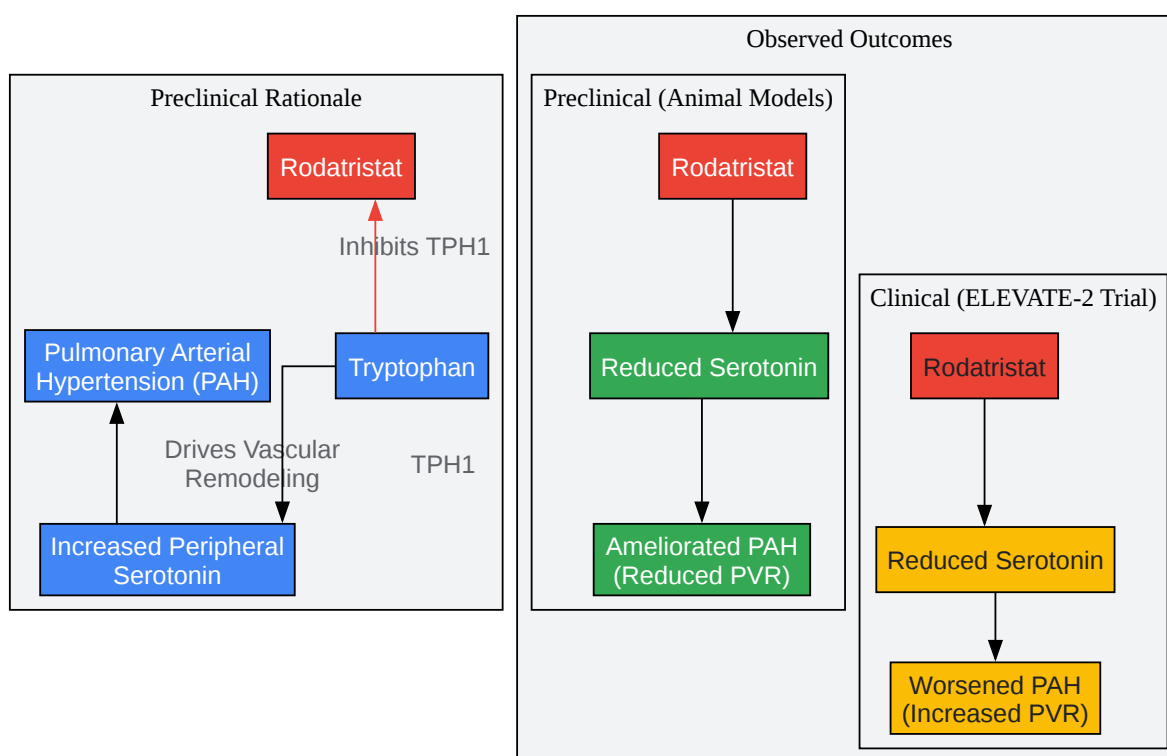 Observed Outcomes
Preclinical Rationale
Rodatristat
Inhibits TPH1
Pulmonary Arterial
Hypertension (PAH)
Tryptophan
Drives Vascular
Remodeling
TPH1
Increased Peripheral
Serotonin
Preclinical (Animal Models)
Rodatristat
Reduced Serotonin
Ameliorated PAH
(Reduced PVR)
Clinical (ELEVATE-2 Trial)
Rodatristat
Reduced Serotonin
Worsened PAH
(Increased PVR)